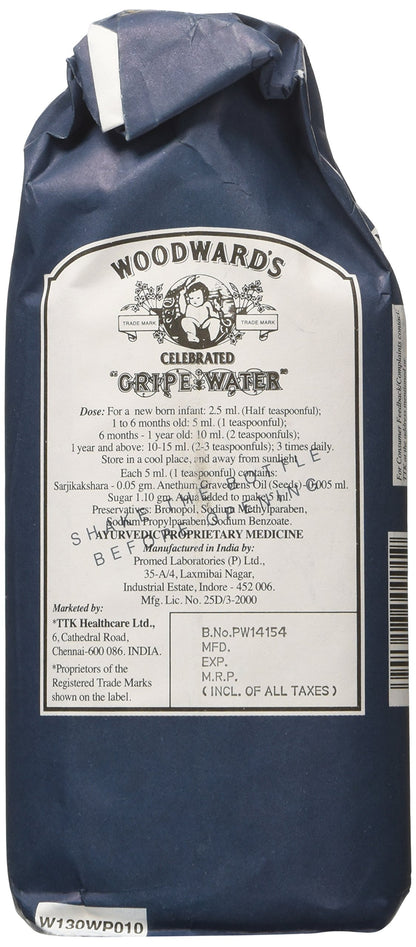 WOODWARD'S
TRADE MARK TRADE MARK
CELEBRATED
"GRIPE WATER"
Dose: For a new born infant: 2.5 ml. (Half teaspoonful);
1 to 6 months old: 5 ml. (1 teaspoonful);
6 months - 1 year old: 10 ml. (2 teaspoonfuls);
1 year and above: 10-15 ml. (2-3 teaspoonfuls); 3 times daily.
Store in a cool place, and away from sunlight.
Each 5 ml. (1 teaspoonful) contains:
Sarjikakshara - 0.05 gm. Anethum Graveolens Oil (Seeds) -0.005 ml.
Sugar 1.10 gm. Aqua added to make 5 ml.
Preservatives: Bronopol, Sodium Methylparaben,
Sodium Propylparaben, Sodium Benzoate.
SHAKE THE BOTTLE
BEFORE OPENING
AYURVEDIC PROPRIETARY MEDICINE
Manufactured in India by:
Promed Laboratories (P) Ltd.,
35-A/4, Laxmibai Nagar,
Industrial Estate, Indore - 452 006.
Mfg. Lic. No. 25D/3-2000
Marketed by:
*TTK Healthcare Ltd.,
6, Cathedral Road,
Chennai-600 086. INDIA.
*Proprietors of the
Registered Trade Marks
shown on the label.
B.No.PW14154
MFD.
EXP.
M.R.P.
(INCL. OF ALL TAXES)
For Consumer Feedback/Complaints contact:
W130WP010